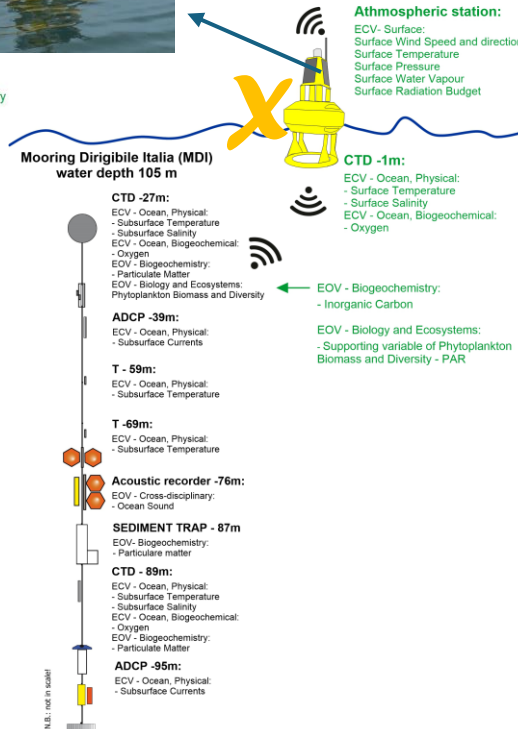 Athmospheric station:
ECV- Surface:
Surface Wind Speed and direction
Surface Temperature
Surface Pressure
Surface Water Vapour
Surface Radiation Budget
y
X
Mooring Dirigibile Italia (MDI)
water depth 105 m
CTD -1m:
ECV - Ocean, Physical:
- Surface Temperature
- Surface Salinity
ECV - Ocean, Biogeochemical:
- Oxygen
CTD -27m:
ECV - Ocean, Physical:
- Subsurface Temperature
- Subsurface Salinity
ECV - Ocean, Biogeochemical:
- Oxygen
EOV - Biogeochemistry:
- Particulate Matter
EOV - Biology and Ecosystems:
Phytoplankton Biomass and Diversity
EOV - Biogeochemistry:
- Inorganic Carbon
EOV - Biology and Ecosystems:
- Supporting variable of Phytoplankton
Biomass and Diversity - PAR
ADCP -39m:
ECV - Ocean, Physical:
- Subsurface Currents
T - 59m:
ECV - Ocean, Physical:
- Subsurface Temperature
T -69m:
ECV - Ocean, Physical:
- Subsurface Temperature
Acoustic recorder -76m:
EOV - Cross-disciplinary:
- Ocean Sound
SEDIMENT TRAP - 87m
EOV- Biogeochemistry:
- Particulare matter
CTD - 89m:
ECV - Ocean, Physical:
- Subsurface Temperature
- Subsurface Salinity
ECV - Ocean, Biogeochemical:
- Oxygen
EOV - Biogeochemistry:
- Particulate Matter
ADCP -95m:
ECV - Ocean, Physical:
- Subsurface Currents
N.B.: not in scale!